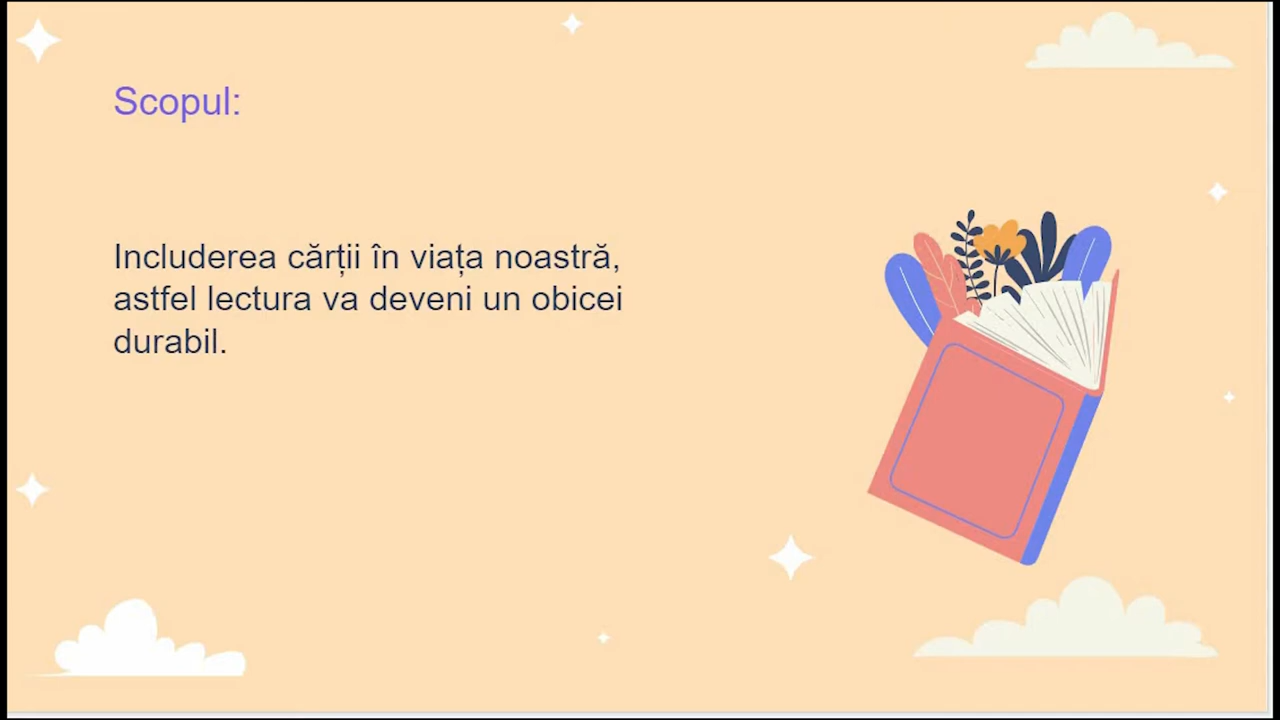 Scopul:
Includerea cărții în viața noastră,
astfel lectura va deveni un obicei
durabil.